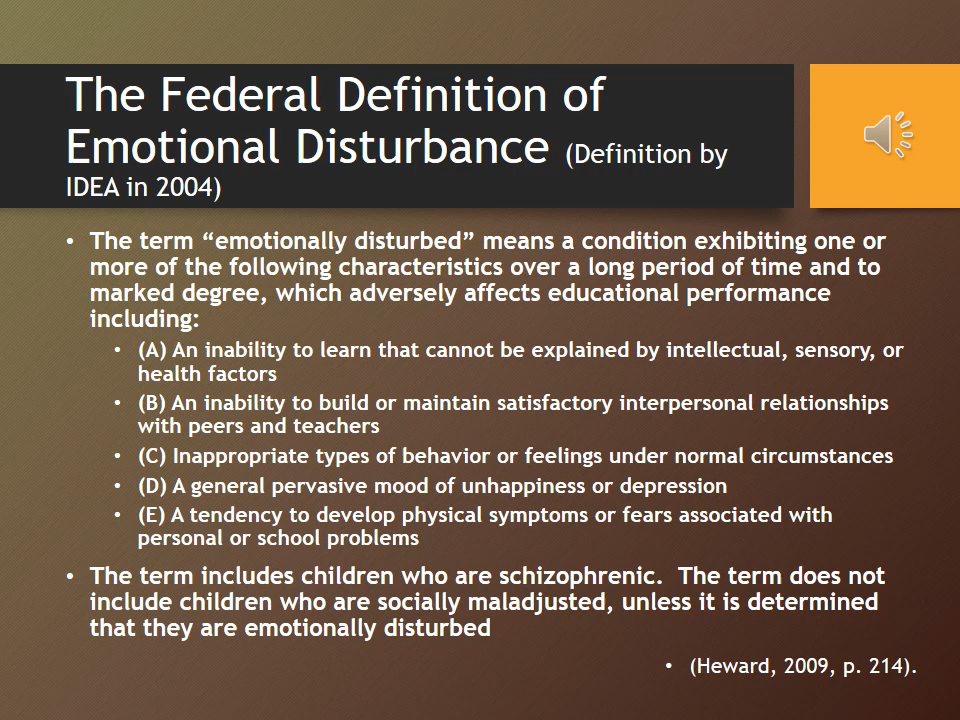 The Federal Definition of
Emotional Disturbance (Definition by
IDEA in 2004)
• The term “emotionally disturbed” means a condition exhibiting one or
more of the following characteristics over a long period of time and to
marked degree, which adversely affects educational performance
including:
• (A) An inability to learn that cannot be explained by intellectual, sensory, or
health factors
• (B) An inability to build or maintain satisfactory interpersonal relationships
with peers and teachers
• (C) Inappropriate types of behavior or feelings under normal circumstances
• (D) A general pervasive mood of unhappiness or depression
• (E) A tendency to develop physical symptoms or fears associated with
personal or school problems
• The term includes children who are schizophrenic.  The term does not
include children who are socially maladjusted, unless it is determined
that they are emotionally disturbed
• (Heward, 2009, p. 214).